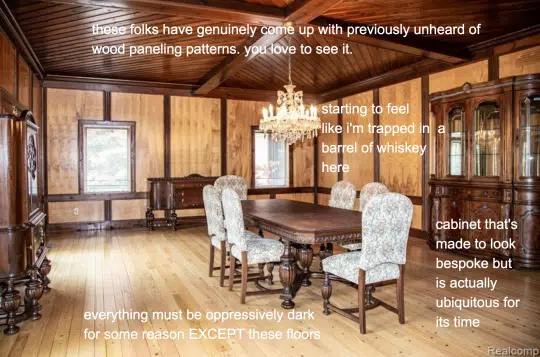 these folks have genuinely come up with previously unheard of
wood paneling patterns. you love to see it.
starting to feel
like i'm trapped in a
barrel of whiskey
here
cabinet that's
made to look
bespoke but
is actually
ubiquitous for
its time
everything must be oppressively dark
for some reason EXCEPT these floors
Realcomp